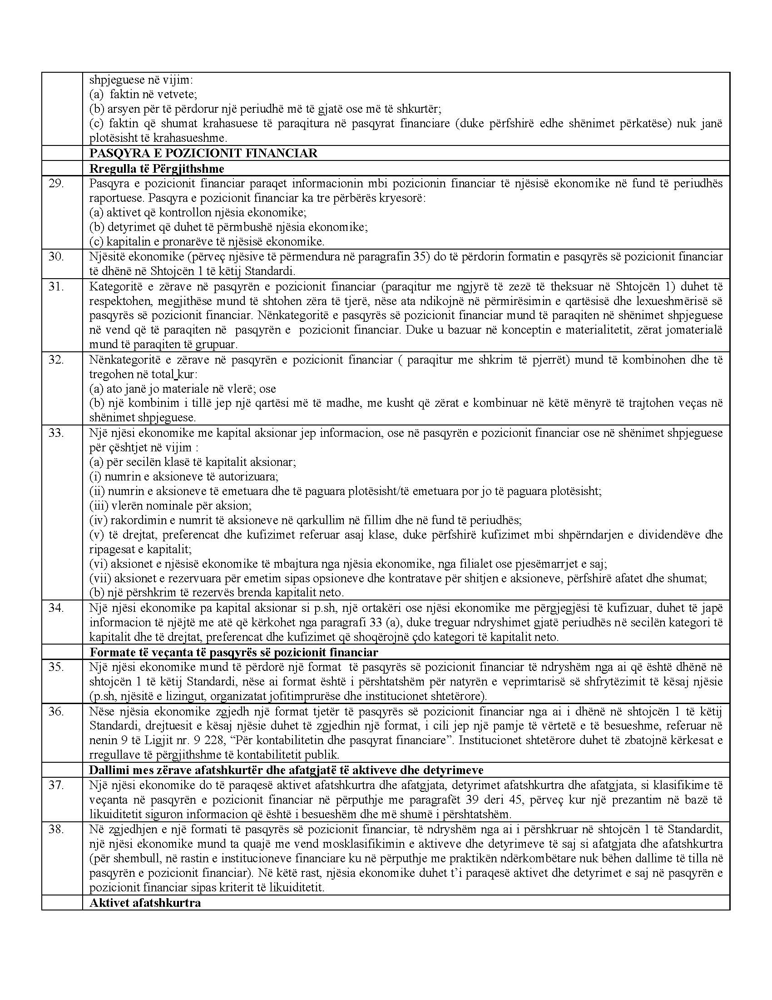 shpjeguese në vijim:
(a)  faktin në vetvete;
(b) arsyen për të përdorur një periudhë më të gjatë ose më të shkurtër;
(c) faktin që shumat krahasuese të paraqitura në pasqyrat financiare (duke përfshirë edhe shënimet përkatëse) nuk janë
plotësisht të krahasueshme.
PASQYRA E POZICIONIT FINANCIAR
Rregulla të Përgjithshme
29. Pasqyra e pozicionit financiar paraqet informacionin mbi pozicionin financiar të njësisë ekonomike në fund të periudhës
raportuese. Pasqyra e pozicionit financiar ka tre përbërës kryesorë:
(a) aktivet që kontrollon njësia ekonomike;
(b) detyrimet që duhet të përmbushë njësia ekonomike;
(c) kapitalin e pronarëve të njësisë ekonomike.
30. Njësitë ekonomike (përveç njësive të përmendura në paragrafin 35) do të përdorin formatin e pasqyrës së pozicionit financiar
të dhënë në Shtojcën 1 të këtij Standardi.
31. Kategoritë e zërave në pasqyrën e pozicionit financiar (paraqitur me ngjyrë të zezë të theksuar në Shtojcën 1) duhet të
respektohen, megjithëse mund të shtohen zëra të tjerë, nëse ata ndikojnë në përmirësimin e qartësisë dhe lexueshmërisë së
pasqyrës së pozicionit financiar. Nënkategoritë e pasqyrës së pozicionit financiar mund të paraqiten në shënimet shpjeguese
në vend që të paraqiten në  pasqyrën e  pozicionit financiar. Duke u bazuar në konceptin e materialitetit, zërat jomaterialë
mund të paraqiten të grupuar.
32. Nënkategoritë e zërave në pasqyrën e pozicionit financiar ( paraqitur me shkrim të pjerrët) mund të kombinohen dhe të
tregohen në total kur:
(a) ato janë jo materiale në vlerë; ose
(b) një kombinim i tillë jep një qartësi më të madhe, me kusht që zërat e kombinuar në këtë mënyrë të trajtohen veças në
shënimet shpjeguese.
33. Një njësi ekonomike me kapital aksionar jep informacion, ose në pasqyrën e pozicionit financiar ose në shënimet shpjeguese
për çështjet në vijim :
(a) për secilën klasë të kapitalit aksionar;
(i) numrin e aksioneve të autorizuara;
(ii) numrin e aksioneve të emetuara dhe të paguara plotësisht/të emetuara por jo të paguara plotësisht;
(iii) vlerën nominale për aksion;
(iv) rakordimin e numrit të aksioneve në qarkullim në fillim dhe në fund të periudhës;
(v) të drejtat, preferencat dhe kufizimet referuar asaj klase, duke përfshirë kufizimet mbi shpërndarjen e dividendëve dhe
ripagesat e kapitalit;
(vi) aksionet e njësisë ekonomike të mbajtura nga njësia ekonomike, nga filialet ose pjesëmarrjet e saj;
(vii) aksionet e rezervuara për emetim sipas opsioneve dhe kontratave për shitjen e aksioneve, përfshirë afatet dhe shumat;
(b) një përshkrim të rezervës brenda kapitalit neto.
34. Një njësi ekonomike pa kapital aksionar si p.sh, një ortakëri ose njësi ekonomike me përgjegjësi të kufizuar, duhet të japë
informacion të njëjtë me atë që kërkohet nga paragrafi 33 (a), duke treguar ndryshimet gjatë periudhës në secilën kategori të
kapitalit dhe të drejtat, preferencat dhe kufizimet që shoqërojnë çdo kategori të kapitalit neto.
Formate të veçanta të pasqyrës së pozicionit financiar
35. Një njësi ekonomike mund të përdorë një format  të pasqyrës së pozicionit financiar të ndryshëm nga ai që është dhënë në
shtojcën 1 të këtij Standardi, nëse ai format është i përshtatshëm për natyrën e veprimtarisë së shfrytëzimit të kësaj njësie
(p.sh, njësitë e lizingut, organizatat jofitimprurëse dhe institucionet shtetërore).
36. Nëse njësia ekonomike zgjedh një format tjetër të pasqyrës së pozicionit financiar nga ai i dhënë në shtojcën 1 të këtij
Standardi, drejtuesit e kësaj njësie duhet të zgjedhin një format, i cili jep një pamje të vërtetë e të besueshme, referuar në
nenin 9 të Ligjit nr. 9 228, “Për kontabilitetin dhe pasqyrat financiare”. Institucionet shtetërore duhet të zbatojnë kërkesat e
rregullave të përgjithshme të kontabilitetit publik.
Dallimi mes zërave afatshkurtër dhe afatgjatë të aktiveve dhe detyrimeve
37. Një njësi ekonomike do të paraqesë aktivet afatshkurtra dhe afatgjata, detyrimet afatshkurtra dhe afatgjata, si klasifikime të
veçanta në pasqyrën e pozicionit financiar në përputhje me paragrafët 39 deri 45, përveç kur një prezantim në bazë të
likuiditetit siguron informacion që është i besueshëm dhe më shumë i përshtatshëm.
38. Në zgjedhjen e një formati të pasqyrës së pozicionit financiar, të ndryshëm nga ai i përshkruar në shtojcën 1 të Standardit,
një njësi ekonomike mund ta quajë me vend mosklasifikimin e aktiveve dhe detyrimeve të saj si afatgjata dhe afatshkurtra
(për shembull, në rastin e institucioneve financiare ku në përputhje me praktikën ndërkombëtare nuk bëhen dallime të tilla në
pasqyrën e pozicionit financiar). Në këtë rast, njësia ekonomike duhet t’i paraqesë aktivet dhe detyrimet e saj në pasqyrën e
pozicionit financiar sipas kriterit të likuiditetit.
Aktivet afatshkurtra